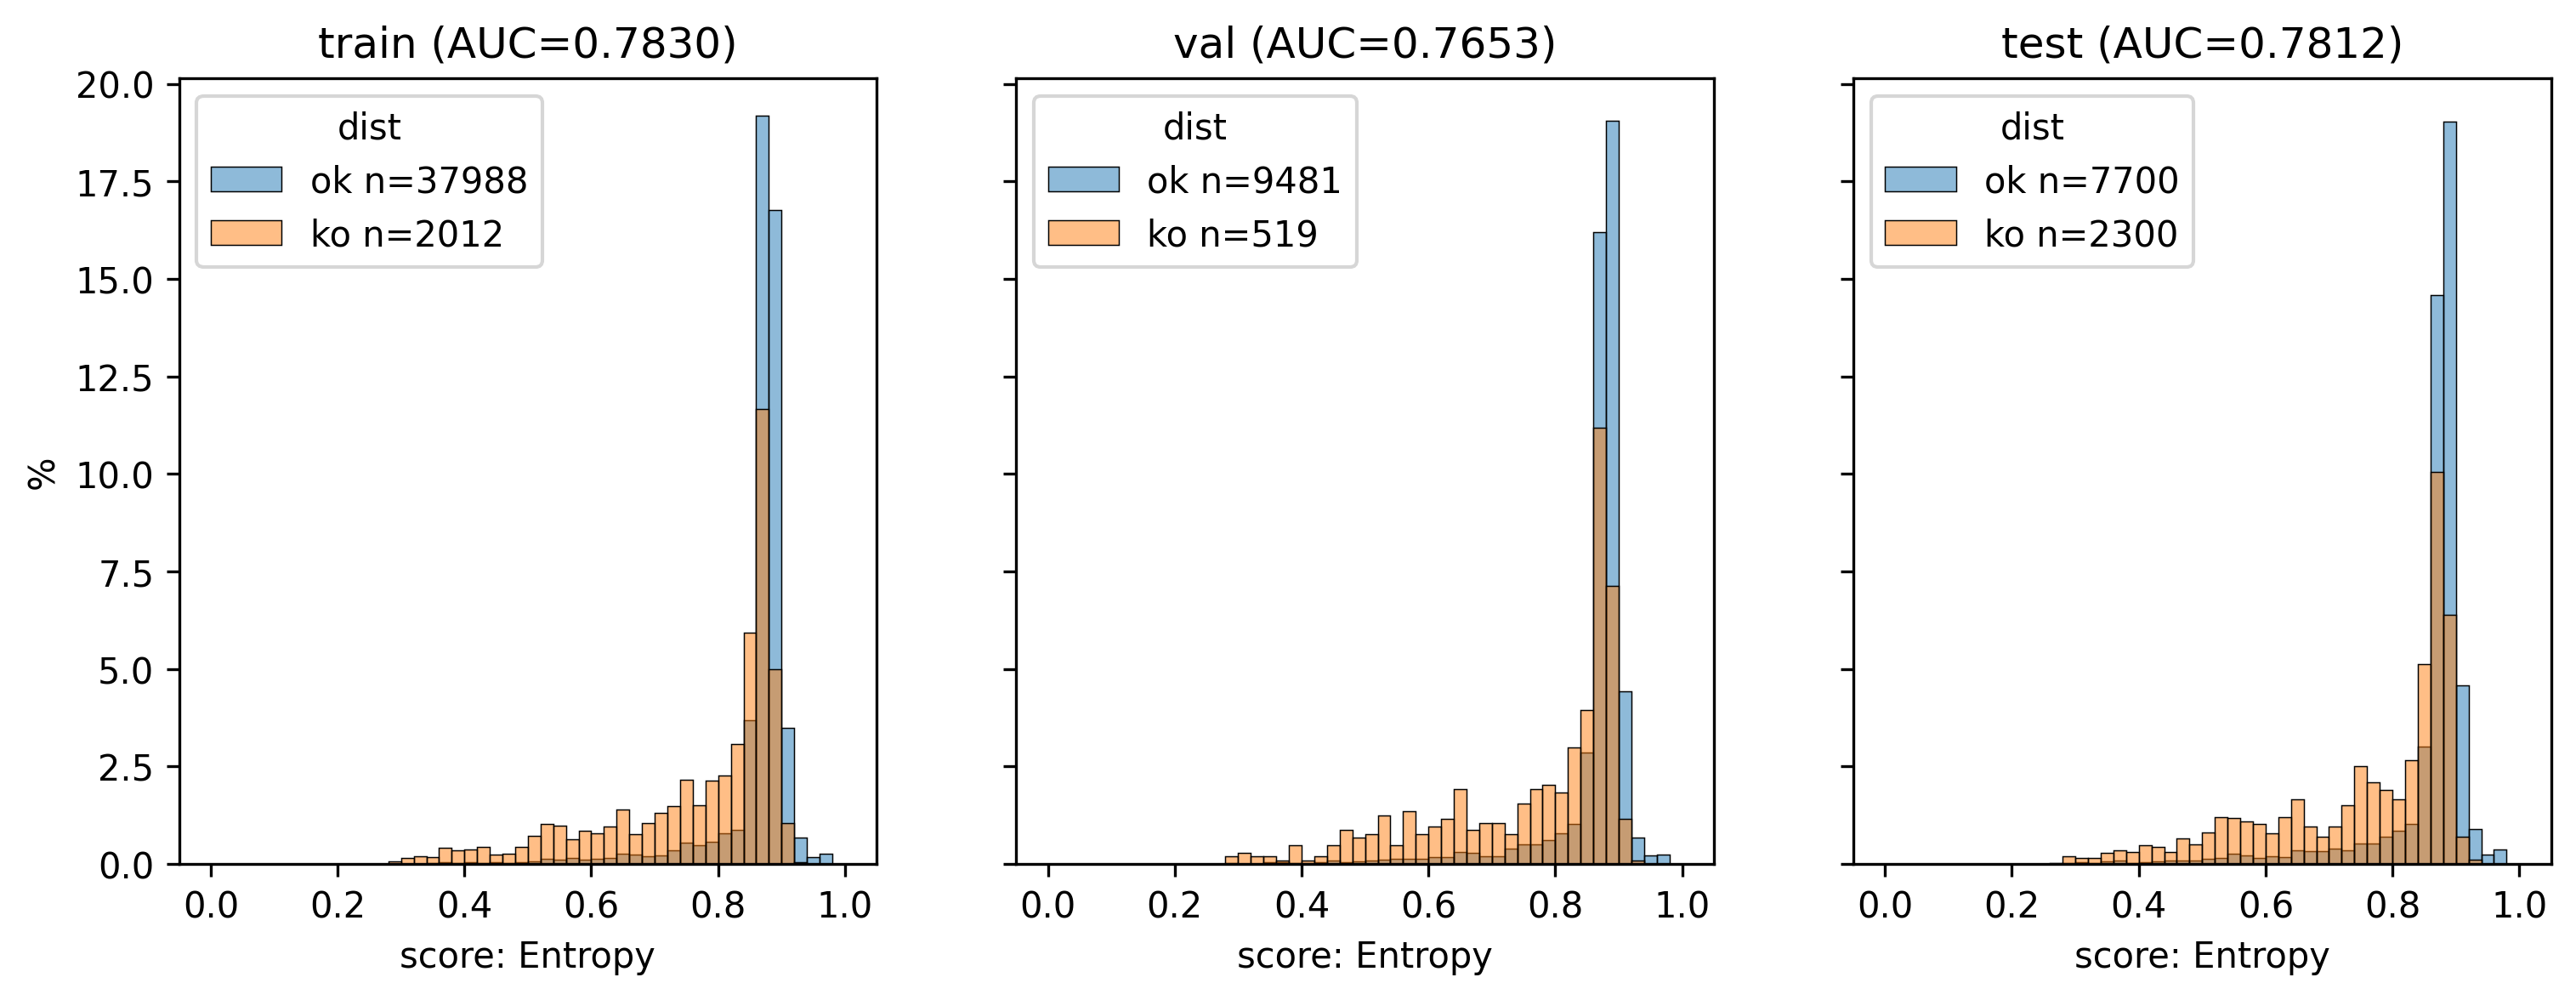 train (AUC=0.7830)
20.0
17.5
15.0
12.5
10.0
7.5
5.0
2.5
0.0
%
dist
ok n=37988
ko n=2012
0.0 0.2 0.4 0.6 0.8 1.0
score: Entropy
val (AUC=0.7653)
dist
ok n=9481
ko n=519
0.0 0.2 0.4 0.6 0.8 1.0
score: Entropy
test (AUC=0.7812)
dist
ok n=7700
ko n=2300
0.0 0.2 0.4 0.6 0.8 1.0
score: Entropy